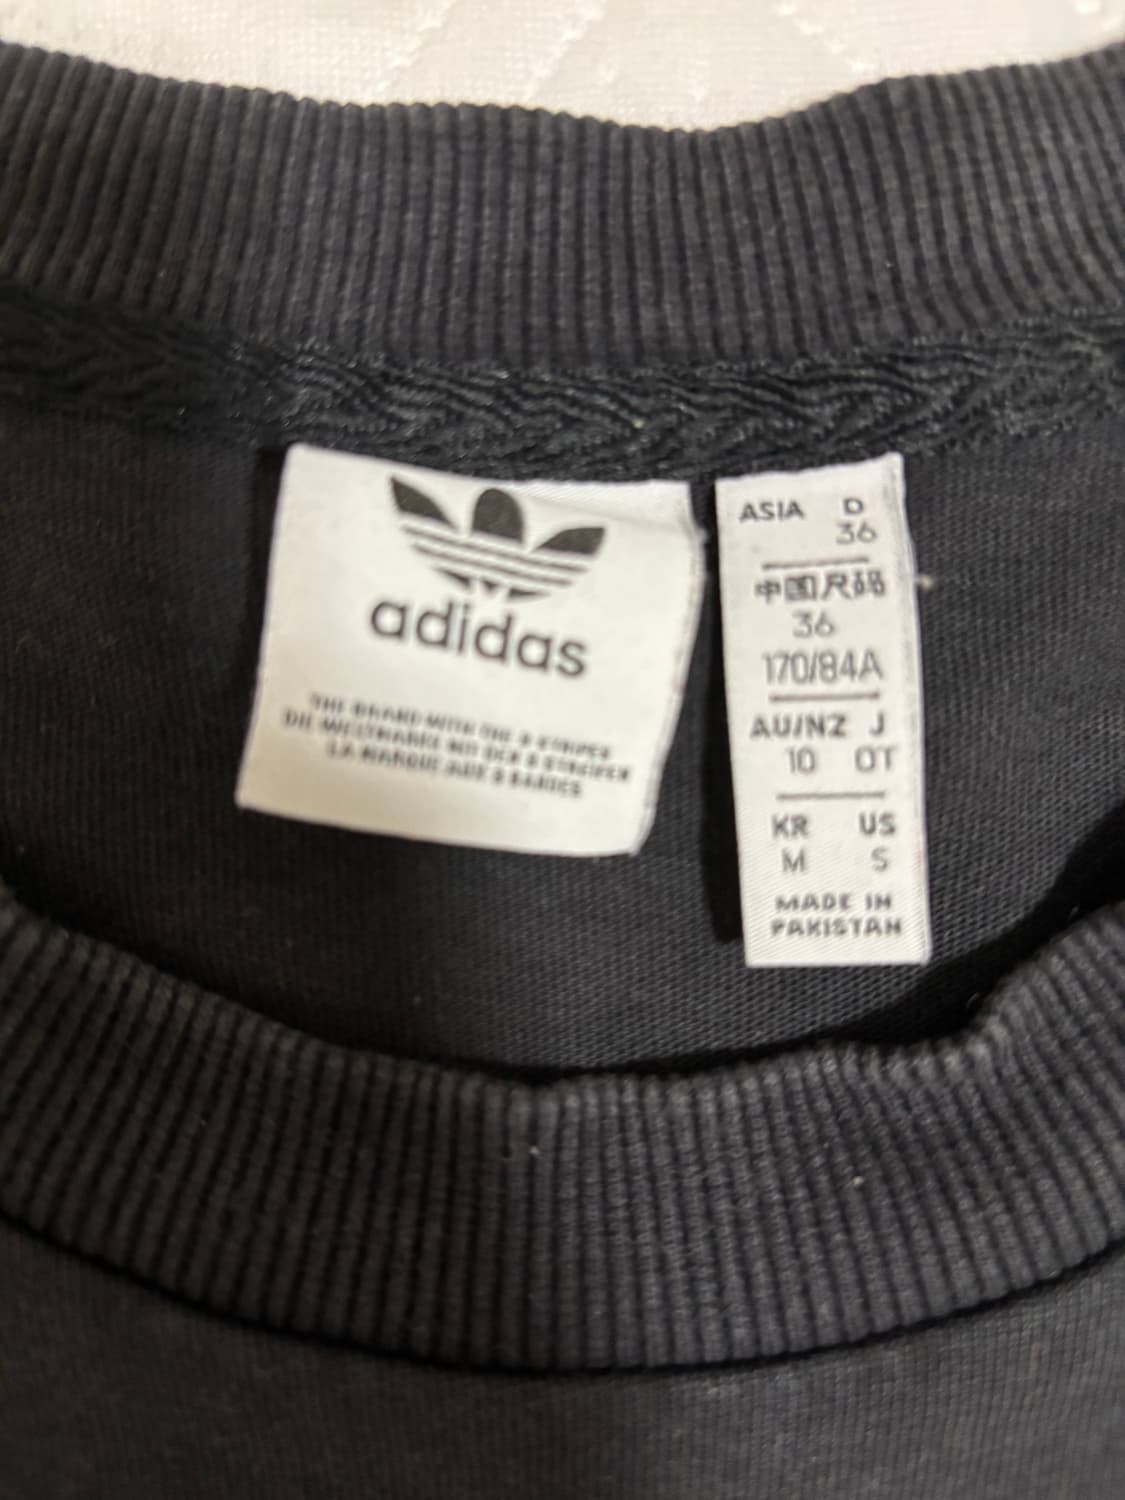 adidas
THE BRAND WITH THE 3 STRIPES
DIE WELTMARKE MIT DEN 3 STREIFEN
LA MARQUE AUX 3 BANDES
ASIA D
36
中国尺码
36
170/84A
AU/NZ J
10 OT
KR US
M S
MADE IN
PAKISTAN